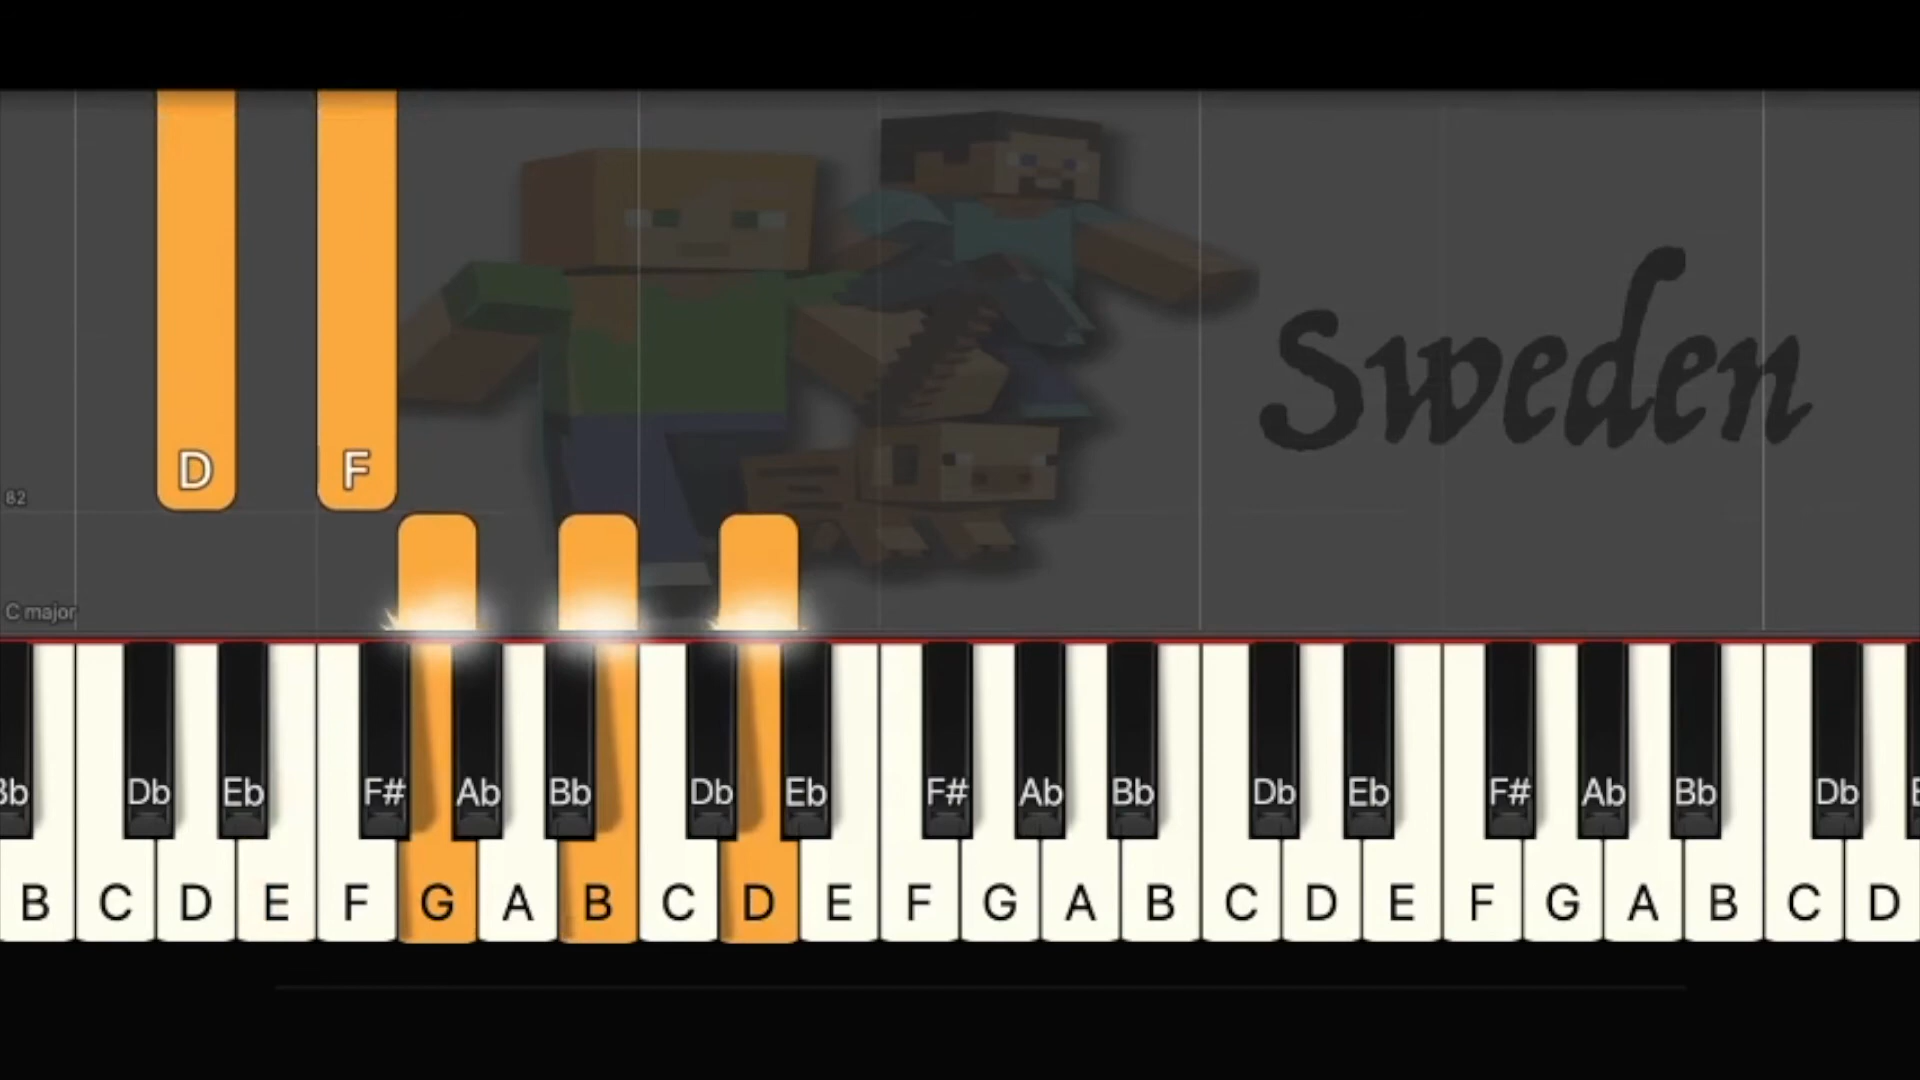 Sweden
D F
82
C major
Bb Db Eb F# Ab Bb Db Eb F# Ab Bb Db Eb F# Ab Bb Db
B C D E F G A B C D E F G A B C D E F G A B C D